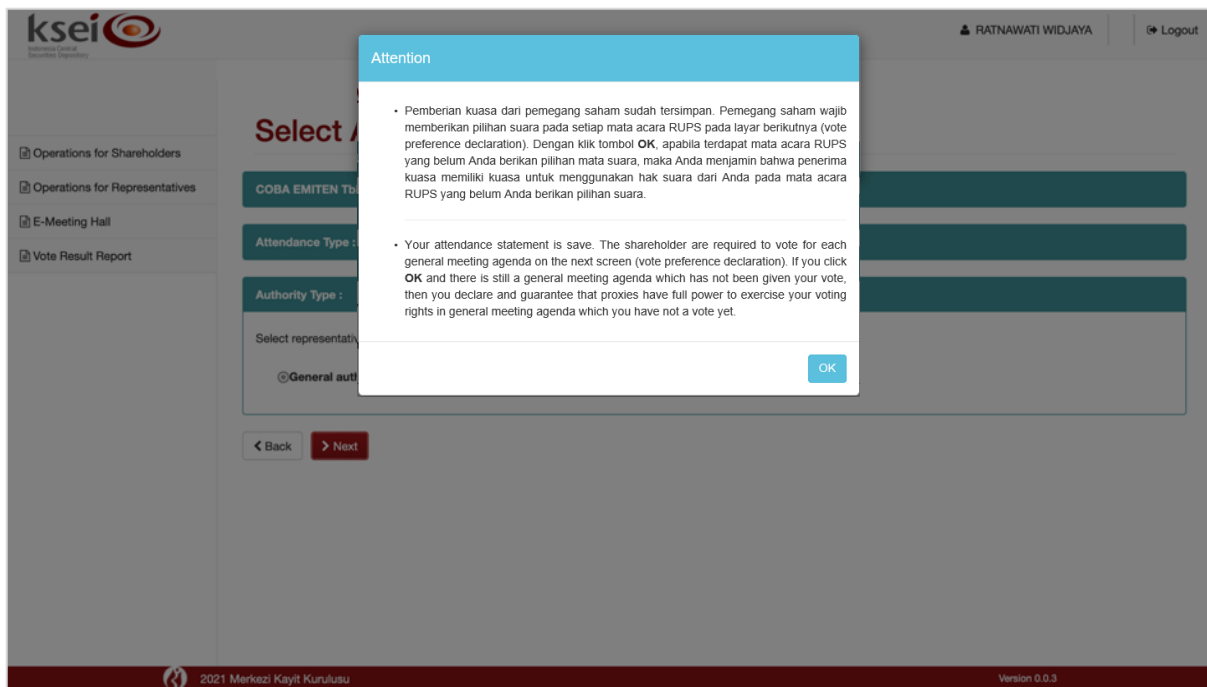 ksei
Indonesia Central
Securities Depository
RATNAWATI WIDJAYA
Logout
Attention
Select
Operations for Shareholders
Operations for Representatives
E-Meeting Hall
Vote Result Report
COBA EMITEN
Attendance Type :
Authority Type :
Select
General
• Pemberian kuasa dari pemegang saham sudah tersimpan. Pemegang saham wajib
memberikan pilihan suara pada setiap mata acara RUPS pada layar berikutnya (vote
preference declaration). Dengan klik tombol OK, apabila terdapat mata acara RUPS
yang belum Anda berikan pilihan mata suara, maka Anda menjamin bahwa penerima
kuasa memiliki kuasa untuk menggunakan hak suara dari Anda pada mata acara
RUPS yang belum Anda berikan pilihan suara.
• Your attendance statement is save. The shareholder are required to vote for each
general meeting agenda on the next screen (vote preference declaration). If you click
OK and there is still a general meeting agenda which has not been given your vote,
then you declare and guarantee that proxies have full power to exercise your voting
rights in general meeting agenda which you have not a vote yet.
OK
Back
Next
2021 Merkezi Kayit Kurulusu
Version 0.0.3